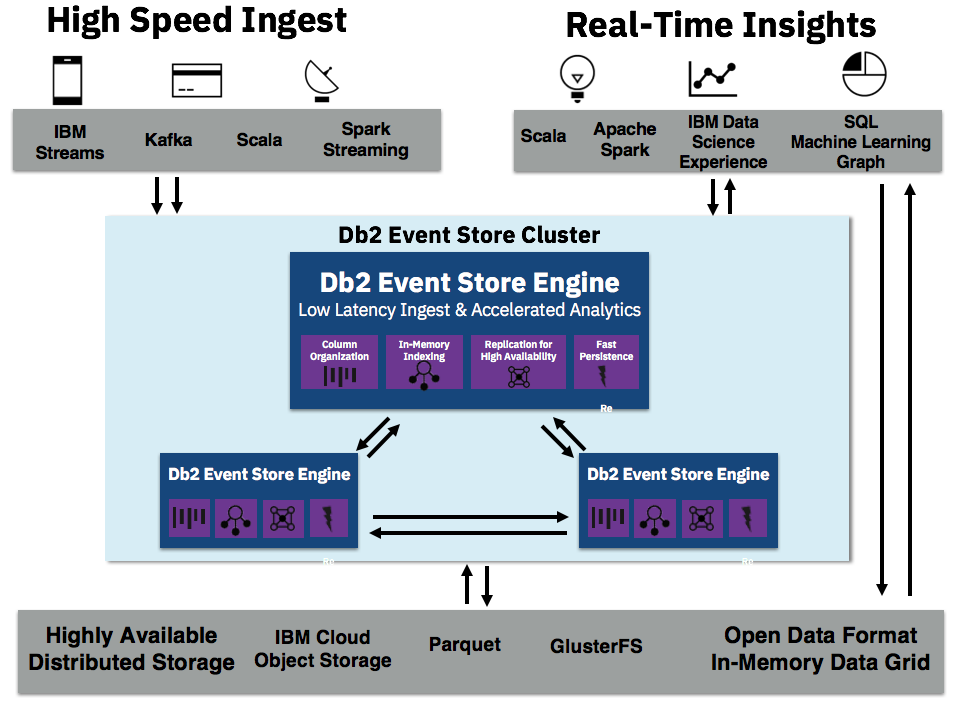 High Speed Ingest
Real-Time Insights
IBM
Streams
Kafka
Scala
Spark
Streaming
Scala
Apache
Spark
IBM Data
Science
Experience
SQL
Machine Learning
Graph
Db2 Event Store Cluster
Db2 Event Store Engine
Low Latency Ingest & Accelerated Analytics
Column
Organization
In-Memory
Indexing
Replication for
High Availability
Fast
Persistence
Re
Db2 Event Store Engine
Re
Db2 Event Store Engine
Re
Highly Available
Distributed Storage
IBM Cloud
Object Storage
Parquet
GlusterFS
Open Data Format
In-Memory Data Grid